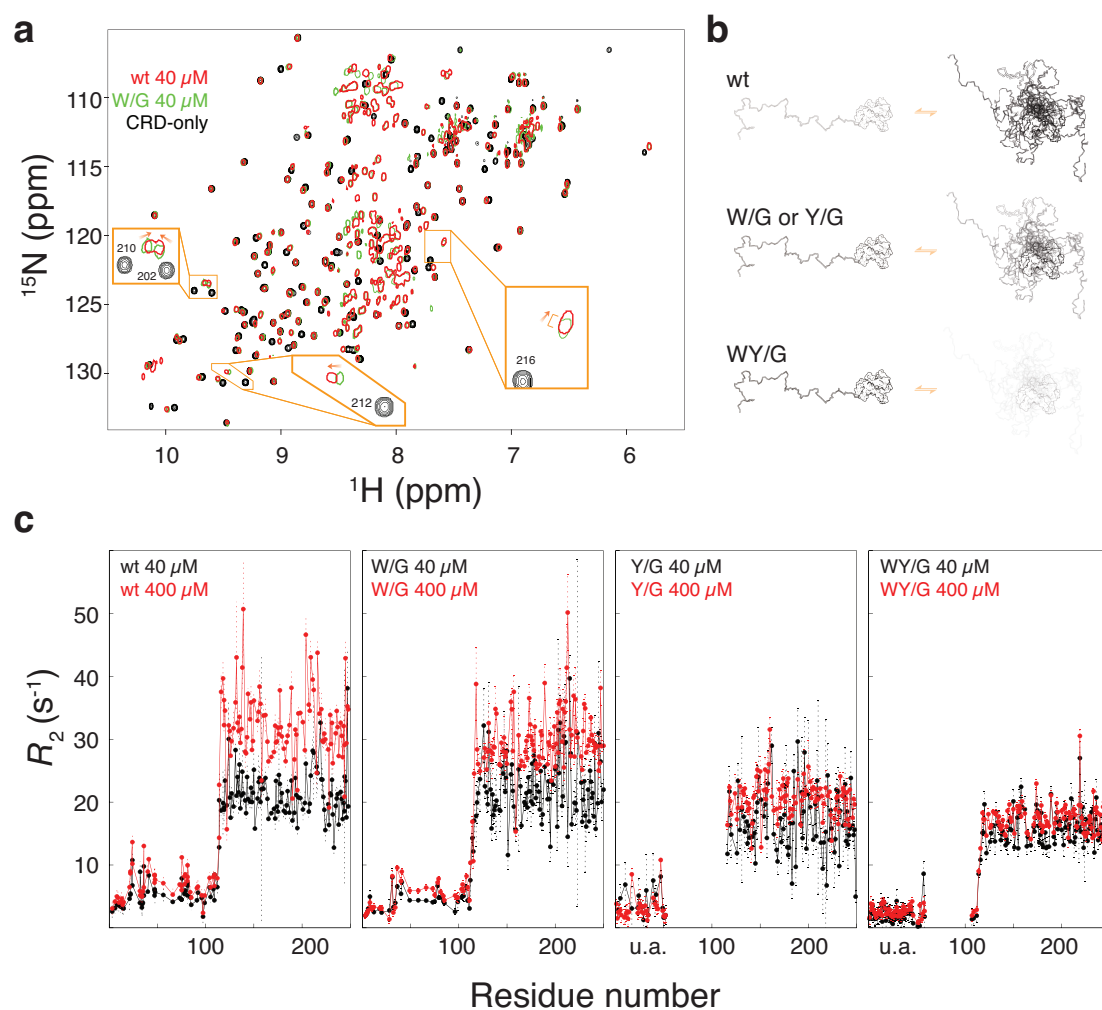 a
wt 40 µM
W/G 40 µM
CRD-only
110
115
120
125
130
15N (ppm)
210
202
212
216
10 9 8 7 6
1H (ppm)
b
wt
W/G or Y/G
WY/G
c
wt 40 µM
wt 400 µM
W/G 40 µM
W/G 400 µM
Y/G 40 µM
Y/G 400 µM
WY/G 40 µM
WY/G 400 µM
50
40
30
20
10
R2 (s-1)
100 200 100 200 u.a. 100 200 u.a. 100 200
Residue number